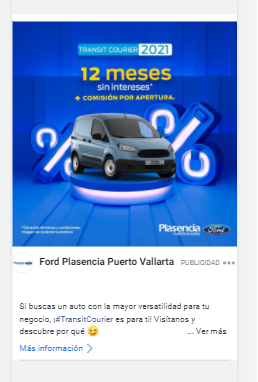 TRANSIT COURIER 2021
12 meses
sin intereses*
+ COMISIÓN POR APERTURA.
%
%
*Consulta términos y condiciones.
Imagen de carácter ilustrativo
Plasencia Ford
Ford Plasencia Puerto Vallarta PUBLICIDAD
Si buscas un auto con la mayor versatilidad para tu
negocio, ¡#TransitCourier es para ti! Visítanos y
descubre por qué 😉 ... Ver más
Más información